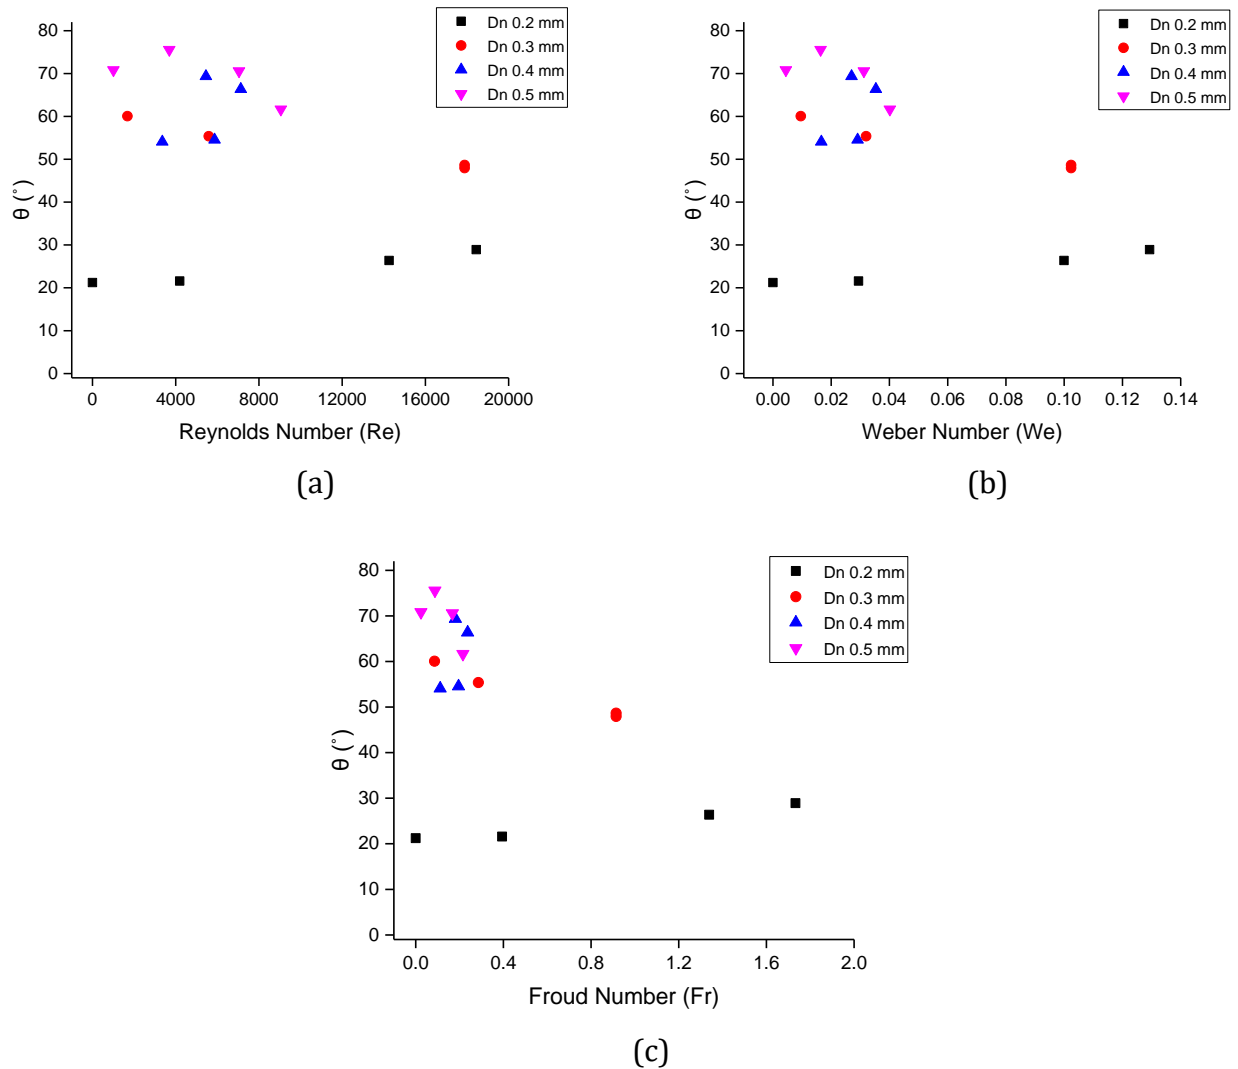 80
70
60
50
40
30
20
10
0
θ (˚)
0 4000 8000 12000 16000 20000
Reynolds Number (Re)
Dn 0.2 mm
Dn 0.3 mm
Dn 0.4 mm
Dn 0.5 mm
(a)
80
70
60
50
40
30
20
10
0
θ (˚)
0.00 0.02 0.04 0.06 0.08 0.10 0.12 0.14
Weber Number (We)
Dn 0.2 mm
Dn 0.3 mm
Dn 0.4 mm
Dn 0.5 mm
(b)
80
70
60
50
40
30
20
10
0
θ (˚)
0.0 0.4 0.8 1.2 1.6 2.0
Froud Number (Fr)
Dn 0.2 mm
Dn 0.3 mm
Dn 0.4 mm
Dn 0.5 mm
(c)